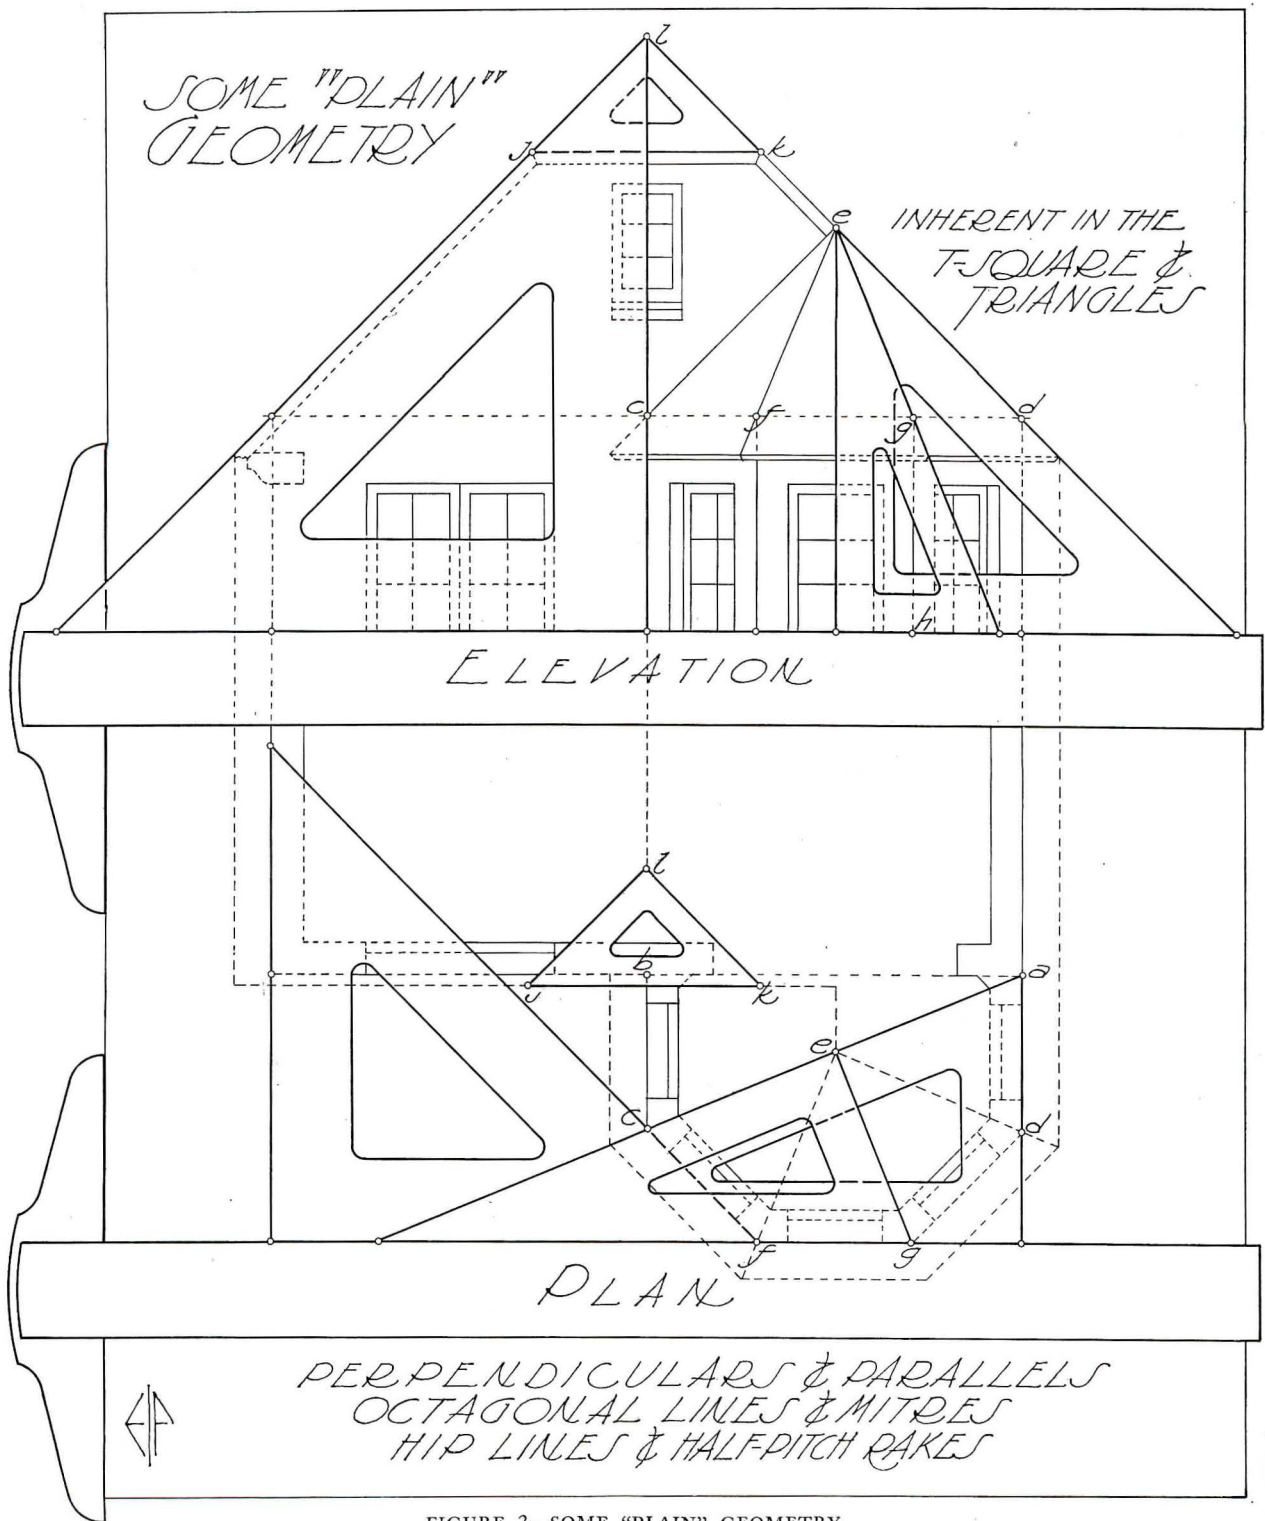 SOME "PLAIN"
GEOMETRY
INHERENT IN THE
T-SQUARE &
TRIANGLES
l
j
k
e
c
f
g
d
h
ELEVATION
l
b
j
k
a
e
c
d
f
g
PLAN
PERPENDICULARS & PARALLELS
OCTAGONAL LINES & MITRES
HIP LINES & HALF-PITCH RAKES
FIGURE 2—SOME "PLAIN" GEOMETRY